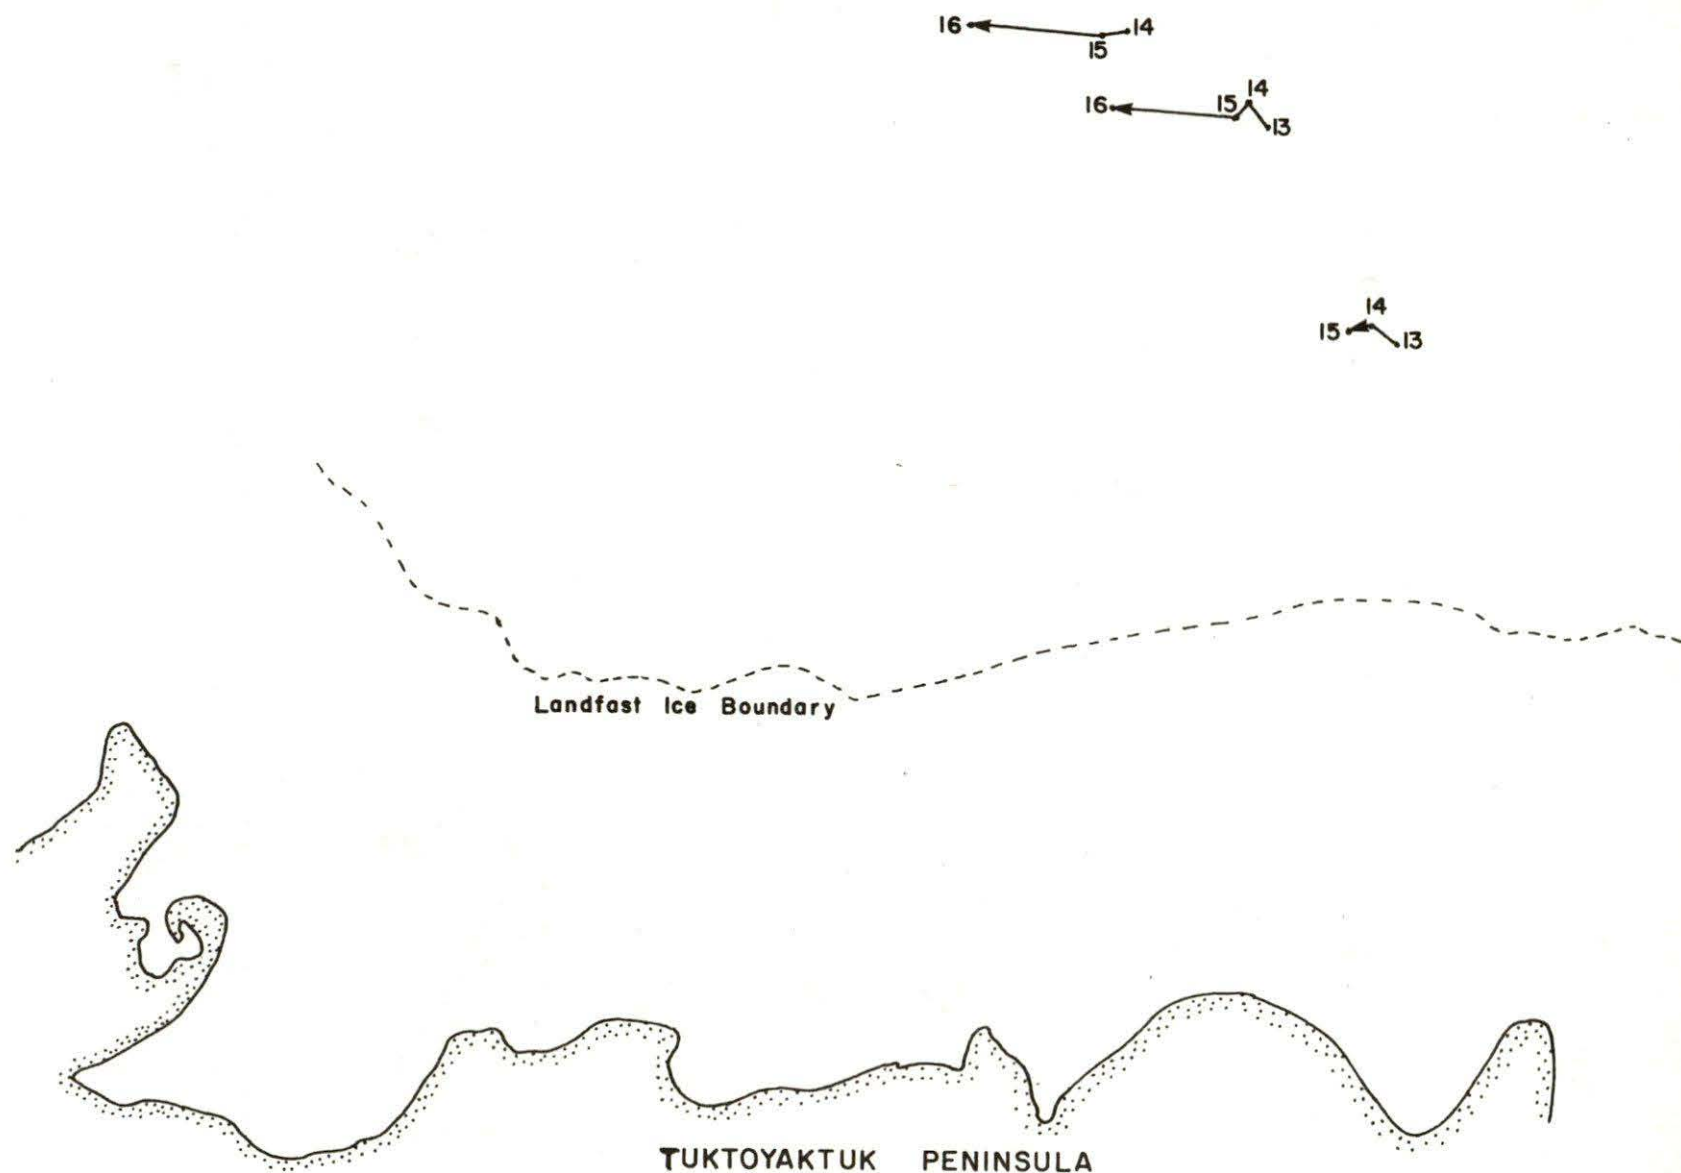 16 15 14
16 15 14 13
15 14 13
Landfast Ice Boundary
TUKTOYAKTUK PENINSULA